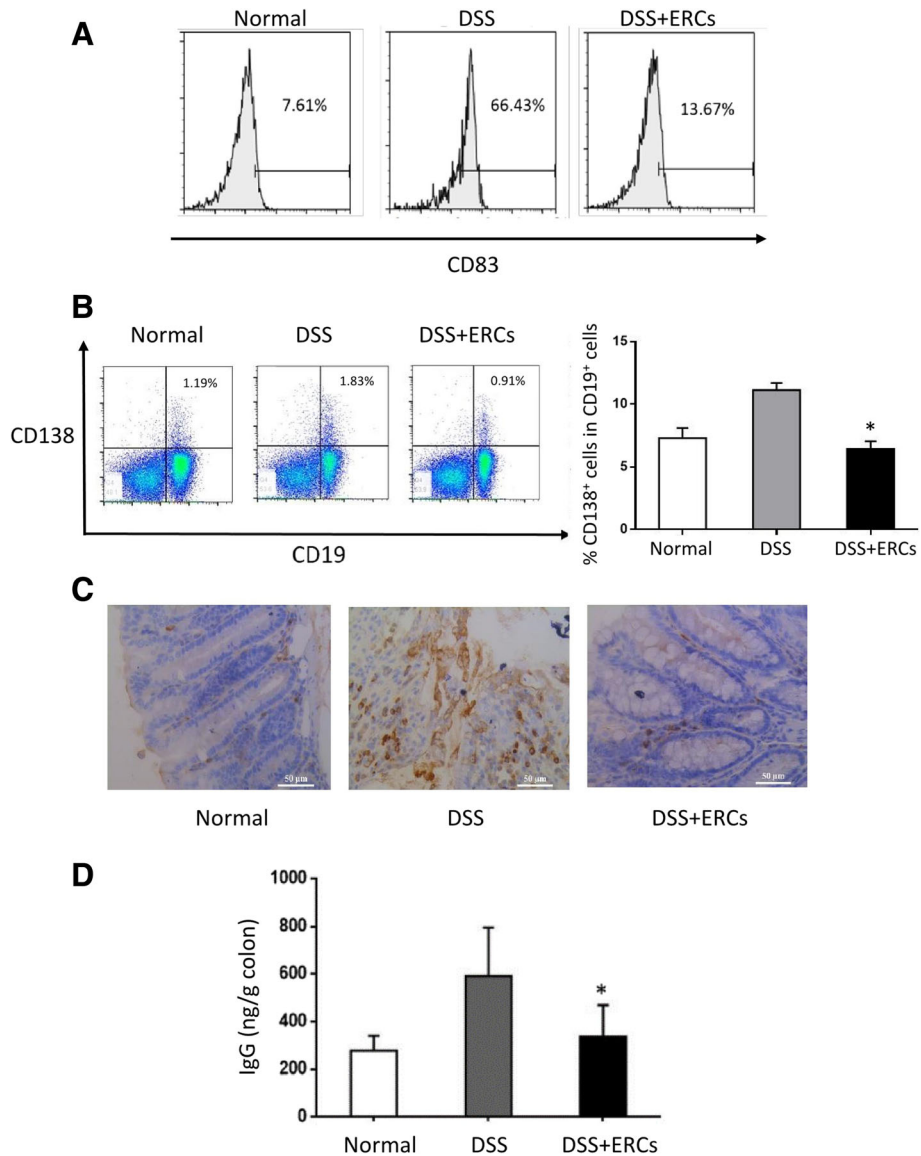 A
Normal DSS DSS+ERCs
7.61% 66.43% 13.67%
CD83
B
Normal DSS DSS+ERCs
1.19% 1.83% 0.91%
CD138
CD19
% CD138⁺ cells in CD19⁺ cells
15
10
5
0
*
Normal DSS DSS+ERCs
C
50 μm 50 μm 50 μm
Normal DSS DSS+ERCs
D
IgG (ng/g colon)
1000
800
600
400
200
0
*
Normal DSS DSS+ERCs